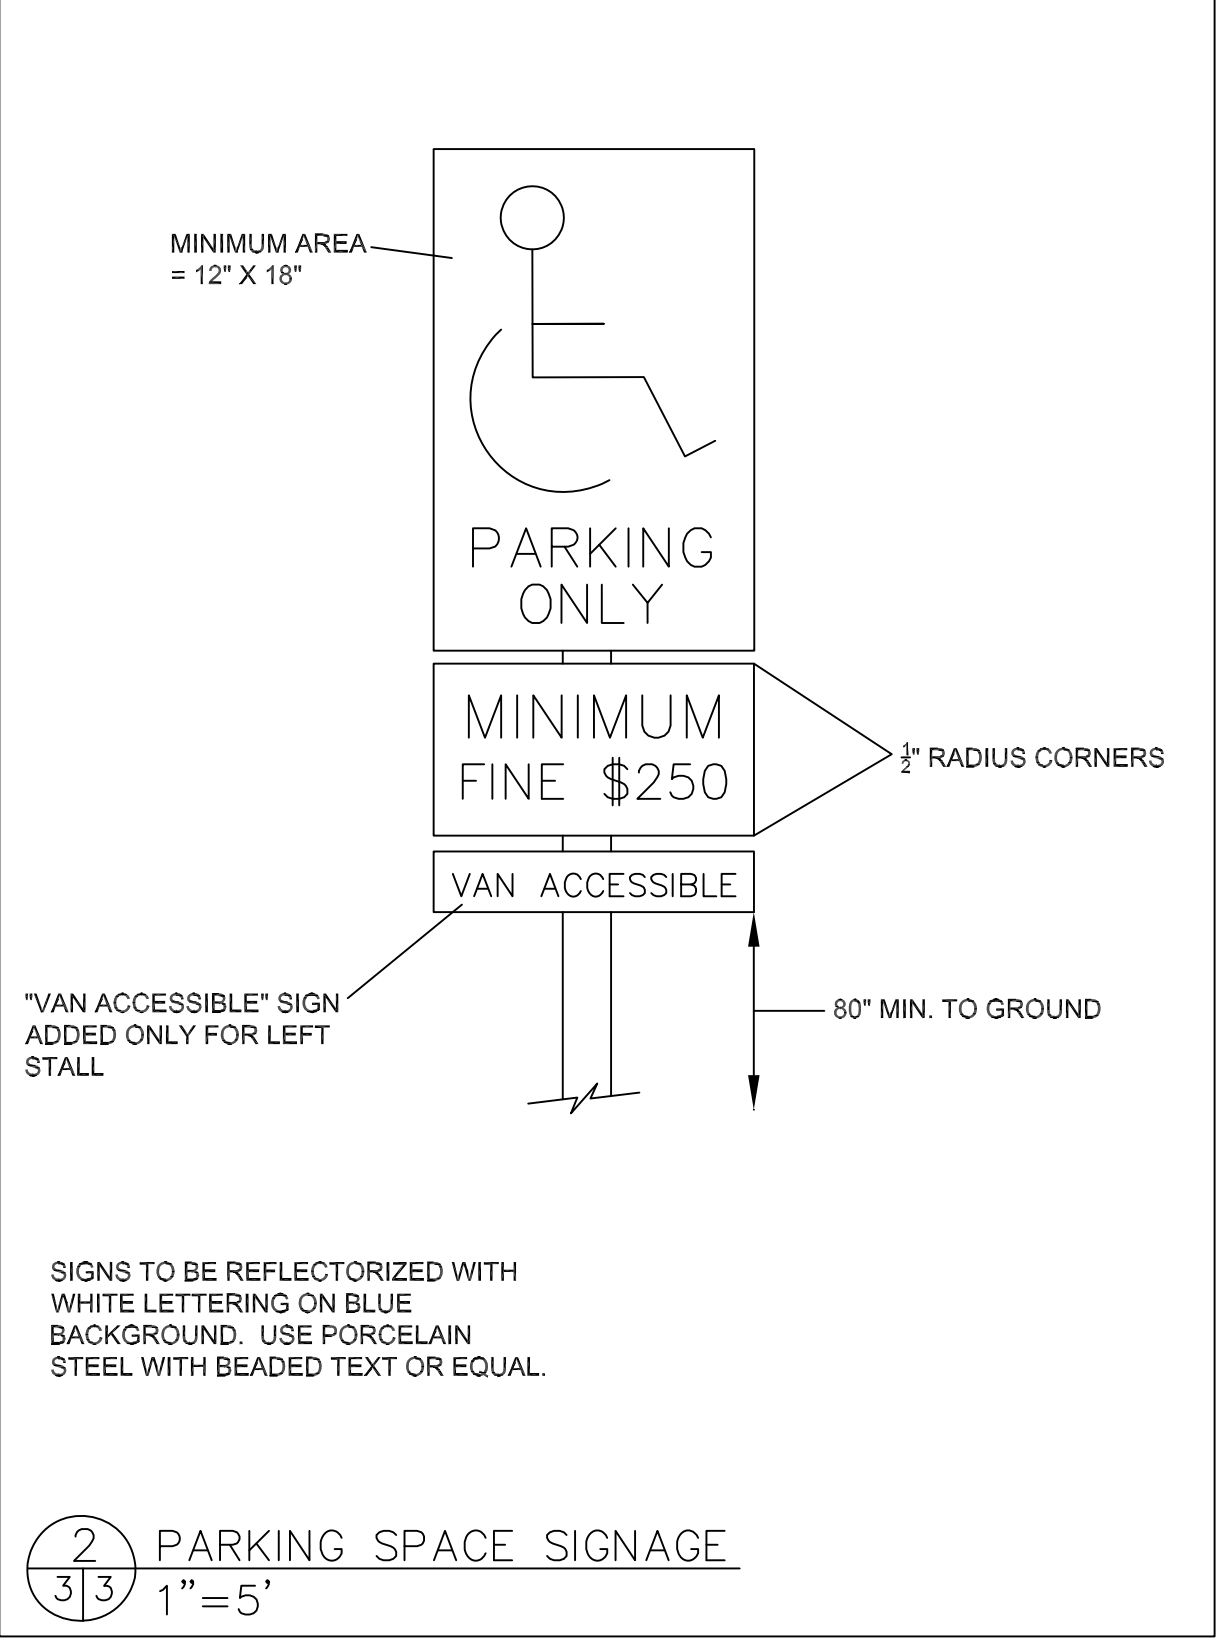 MINIMUM AREA
= 12" X 18"
PARKING
ONLY
MINIMUM
FINE $250
½" RADIUS CORNERS
VAN ACCESSIBLE
"VAN ACCESSIBLE" SIGN
ADDED ONLY FOR LEFT
STALL
80" MIN. TO GROUND
SIGNS TO BE REFLECTORIZED WITH
WHITE LETTERING ON BLUE
BACKGROUND. USE PORCELAIN
STEEL WITH BEADED TEXT OR EQUAL.
2
3 3
PARKING SPACE SIGNAGE
1"=5'